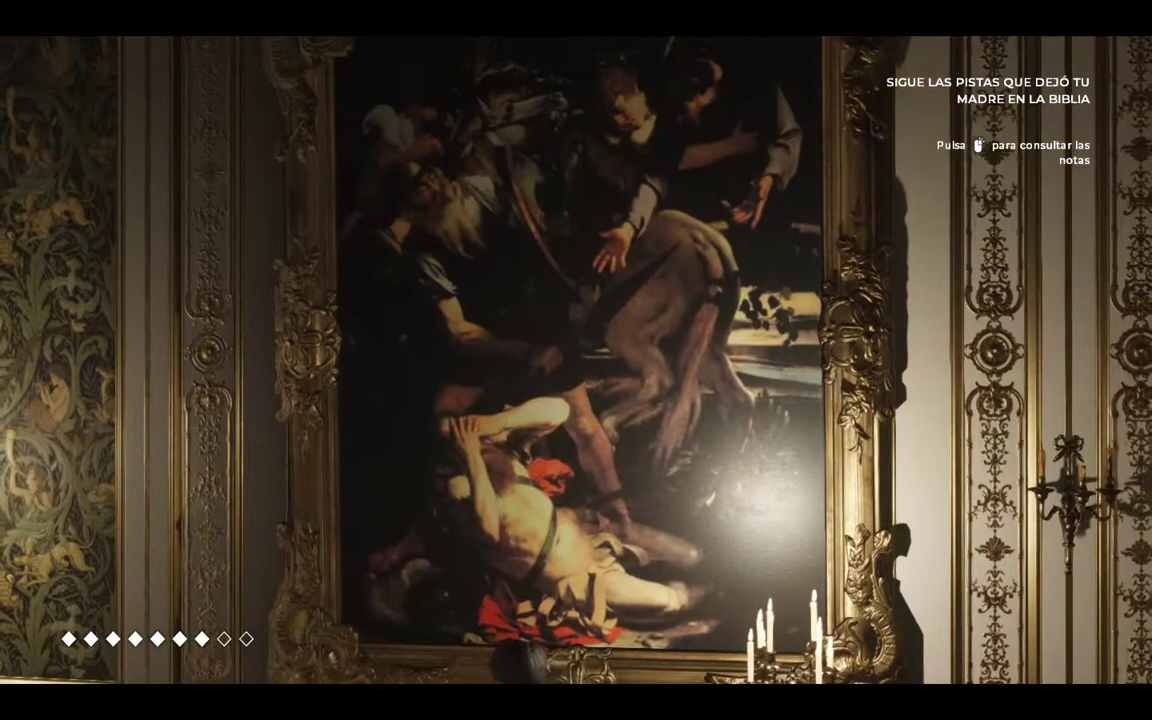 SIGUE LAS PISTAS QUE DEJÓ TU
MADRE EN LA BIBLIA
Pulsa para consultar las
notas